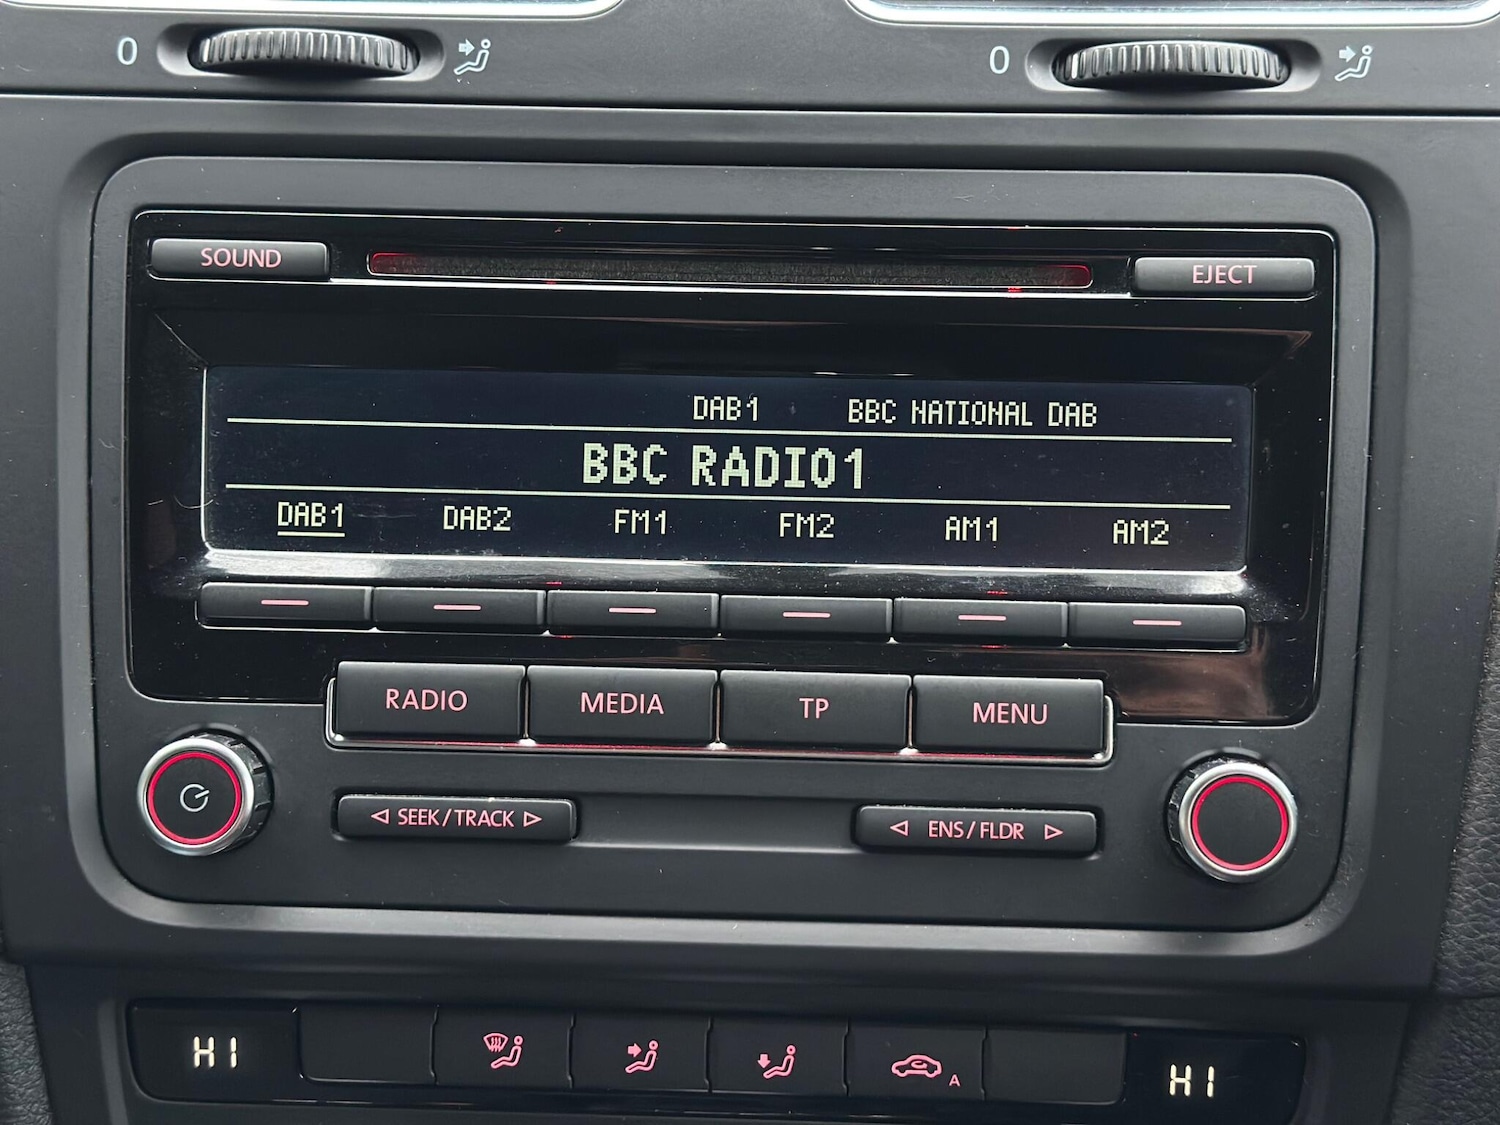 0
0
SOUND
EJECT
DAB1 BBC NATIONAL DAB
BBC RADIO1
DAB1 DAB2 FM1 FM2 AM1 AM2
RADIO MEDIA TP MENU
SEEK/TRACK
ENS/FLDR
HI
A
HI